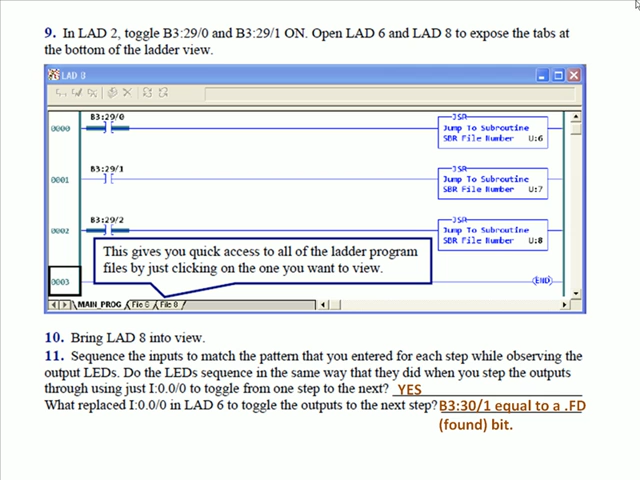 9. In LAD 2, toggle B3:29/0 and B3:29/1 ON. Open LAD 6 and LAD 8 to expose the tabs at
the bottom of the ladder view.
LAD 8
B3:29/0
0000
JSR
Jump To Subroutine
SBR File Number U:6
B3:29/1
0001
JSR
Jump To Subroutine
SBR File Number U:7
B3:29/2
0002
JSR
Jump To Subroutine
SBR File Number U:8
This gives you quick access to all of the ladder program
files by just clicking on the one you want to view.
0003
END
MAIN_PROG File 6 File 8
10. Bring LAD 8 into view.
11. Sequence the inputs to match the pattern that you entered for each step while observing the
output LEDs. Do the LEDs sequence in the same way that they did when you step the outputs
through using just I:0.0/0 to toggle from one step to the next? YES
What replaced I:0.0/0 in LAD 6 to toggle the outputs to the next step? B3:30/1 equal to a .FD
(found) bit.